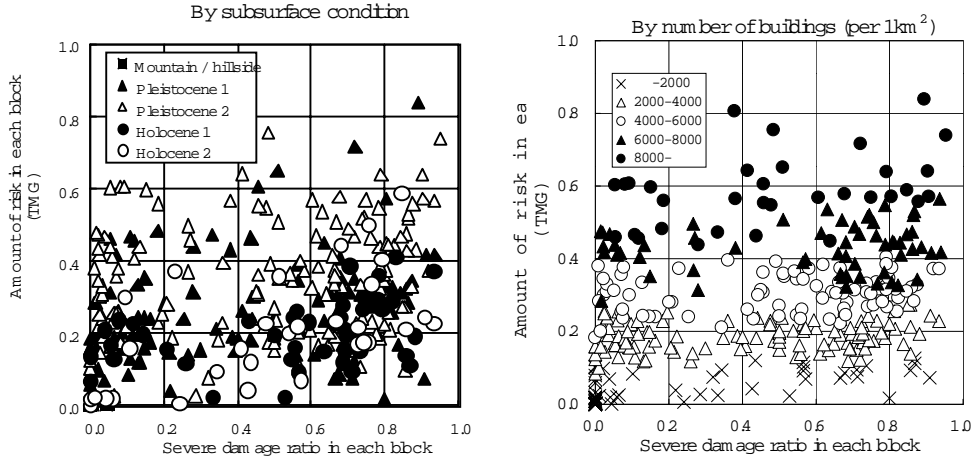 By subsurface condition
Amount of risk in each block
(TMG)
1.0
0.8
0.6
0.4
0.2
0.0
Mountain / hillside
Pleistocene 1
Pleistocene 2
Holocene 1
Holocene 2
0.0 0.2 0.4 0.6 0.8 1.0
Severe damage ratio in each block
By number of buildings (per 1km²)
Amount of risk in ea
(TMG)
1.0
0.8
0.6
0.4
0.2
0.0
-2000
2000-4000
4000-6000
6000-8000
8000-
0.0 0.2 0.4 0.6 0.8 1.0
Severe damage ratio in each block